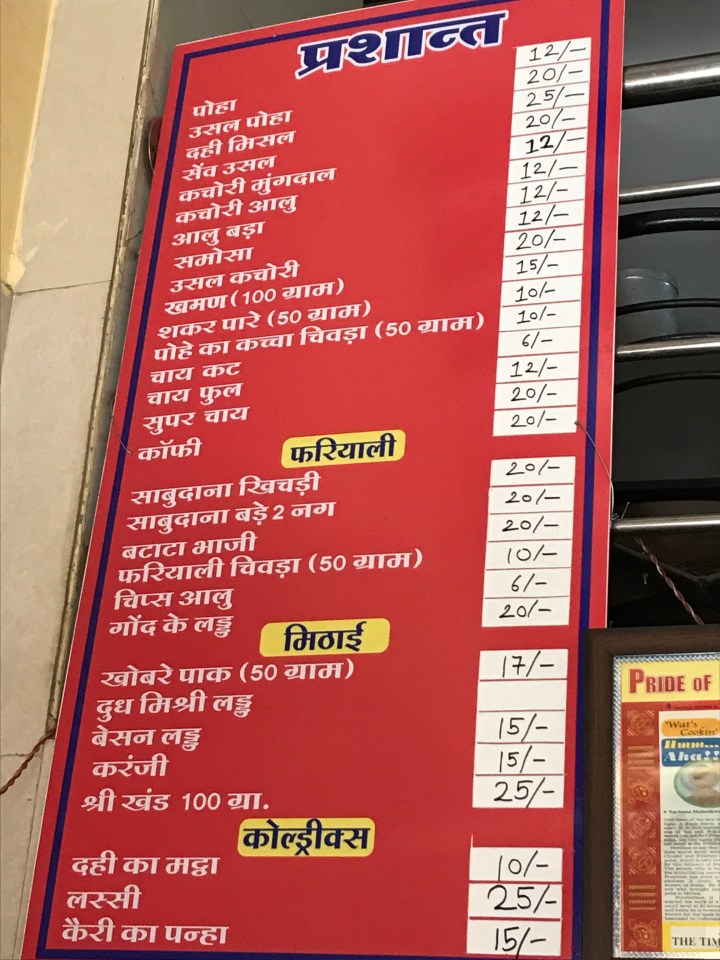 प्रशान्त
पोहा 12/-
उसल पोहा 20/-
दही मिसल 25/-
सेंव उसल 20/-
कचोरी मुंगदाल 12/-
कचोरी आलु 12/-
आलु बड़ा 12/-
समोसा 12/-
उसल कचोरी 20/-
खमण (100 ग्राम) 15/-
शकर पारे (50 ग्राम) 10/-
पोहे का कच्चा चिवड़ा (50 ग्राम) 10/-
चाय कट 6/-
चाय फुल 12/-
सुपर चाय 20/-
कॉफी 20/-
फरियाली
साबुदाना खिचड़ी 20/-
साबुदाना बड़े 2 नग 20/-
बटाटा भाजी 20/-
फरियाली चिवड़ा (50 ग्राम) 10/-
चिप्स आलु 6/-
गोंद के लड्डु 20/-
मिठाई
खोबरे पाक (50 ग्राम) 17/-
दुध मिश्री लड्डु
बेसन लड्डु 15/-
करंजी 15/-
श्री खंड 100 ग्रा. 25/-
कोल्ड्रीक्स
दही का मट्ठा 10/-
लस्सी 25/-
कैरी का पन्हा 15/-
PRIDE OF
"Wat's
Cookin'
Hmm...
Aha!!
THE TIM